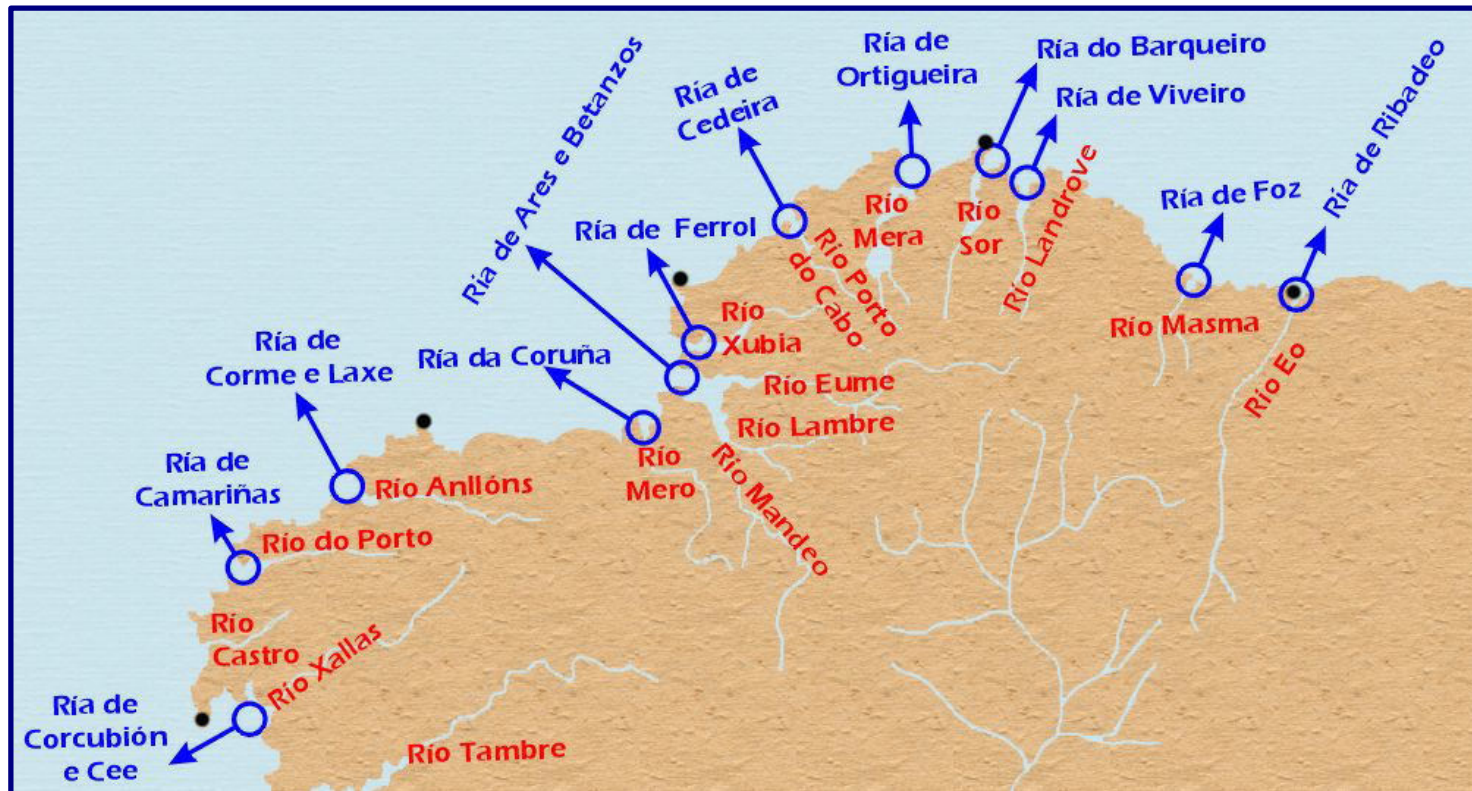 Ría de Ares e Betanzos
Ría de
Cedeira
Ría de
Ortigueira
Ría do Barqueiro
Ría de Viveiro
Ría de Ribadeo
Ría de Foz
Ría de Ferrol
Ría da Coruña
Ría de
Corme e Laxe
Ría de
Camariñas
Ría de
Corcubión
e Cee
Río
Mera
Río
Sor
Río Landrove
Río Porto
do Cabo
Río
Xubia
Río Masma
Río Eo
Río Eume
Río Lambre
Río
Mero
Río Mandeo
Río Anllóns
Río do Porto
Río
Castro
Río Xallas
Río Tambre